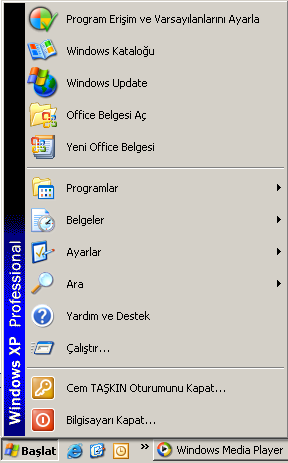 Program Erişim ve Varsayılanlarını Ayarla
Windows Kataloğu
Windows Update
Office Belgesi Aç
Yeni Office Belgesi
Programlar
Belgeler
Ayarlar
Ara
Yardım ve Destek
Çalıştır...
Cem TAŞKIN Oturumunu Kapat...
Bilgisayarı Kapat...
Windows XP Professional
Başlat
»
Windows Media Player